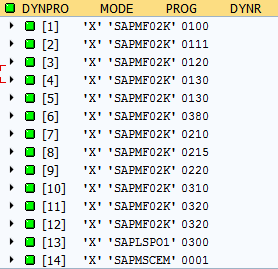 DYNPRO MODE PROG DYNR
[1] 'X' 'SAPMF02K' 0100
[2] 'X' 'SAPMF02K' 0111
[3] 'X' 'SAPMF02K' 0120
[4] 'X' 'SAPMF02K' 0130
[5] 'X' 'SAPMF02K' 0130
[6] 'X' 'SAPMF02K' 0380
[7] 'X' 'SAPMF02K' 0210
[8] 'X' 'SAPMF02K' 0215
[9] 'X' 'SAPMF02K' 0220
[10] 'X' 'SAPMF02K' 0310
[11] 'X' 'SAPMF02K' 0320
[12] 'X' 'SAPMF02K' 0320
[13] 'X' 'SAPLSPO1' 0300
[14] 'X' 'SAPMSCEM' 0001